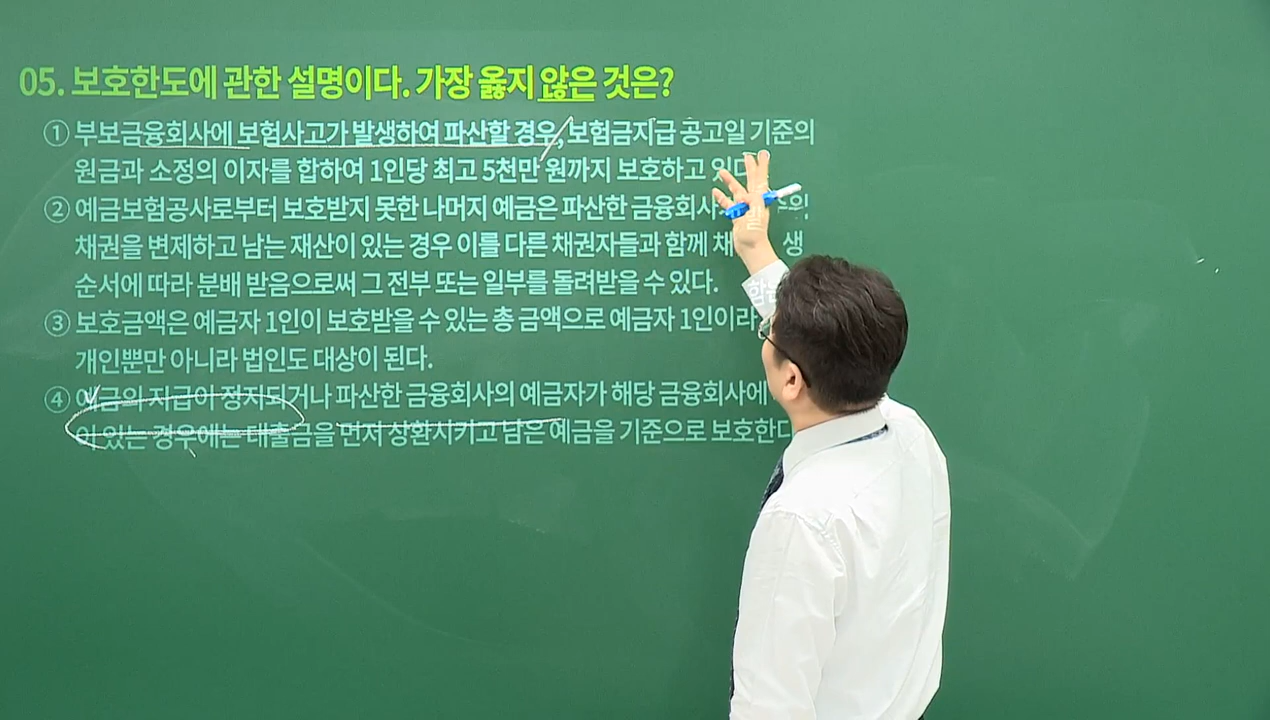 05. 보호한도에 관한 설명이다. 가장 옳지 않은 것은?
① 부보금융회사에 보험사고가 발생하여 파산할 경우, 보험금지급 공고일 기준의
원금과 소정의 이자를 합하여 1인당 최고 5천만 원까지 보호하고 있다
② 예금보험공사로부터 보호받지 못한 나머지 예금은 파산한 금융회사
채권을 변제하고 남는 재산이 있는 경우 이를 다른 채권자들과 함께 채
순서에 따라 분배 받음으로써 그 전부 또는 일부를 돌려받을 수 있다.
③ 보호금액은 예금자 1인이 보호받을 수 있는 총 금액으로 예금자 1인이라 함은
개인뿐만 아니라 법인도 대상이 된다.
④ 예금의 지급이 정지되거나 파산한 금융회사의 예금자가 해당 금융회사에
이 있는 경우에는 대출금을 먼저 상환시키고 남은 예금을 기준으로 보호한다